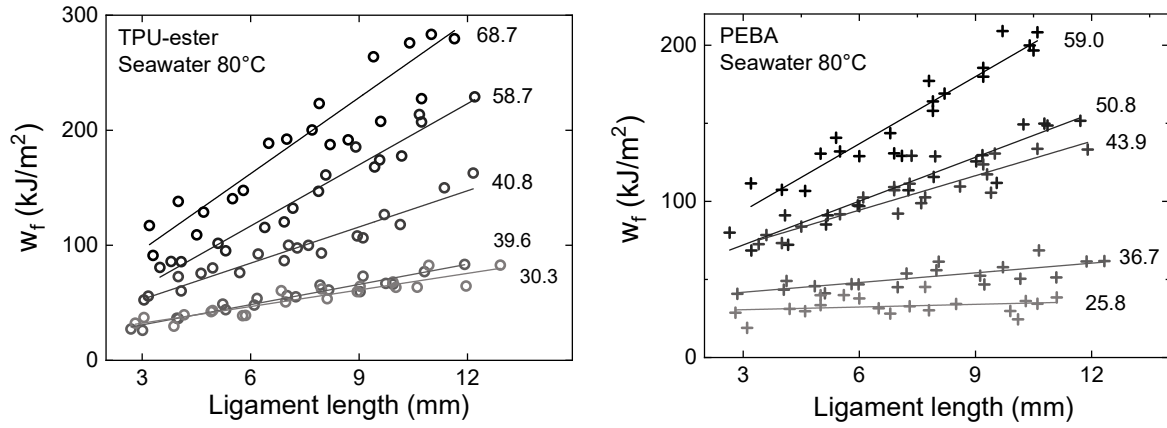 300
200
100
0
w_f (kJ/m²)
TPU-ester
Seawater 80°C
68.7
58.7
40.8
39.6
30.3
3 6 9 12
Ligament length (mm)
200
100
0
w_f (kJ/m²)
PEBA
Seawater 80°C
59.0
50.8
43.9
36.7
25.8
3 6 9 12
Ligament length (mm)